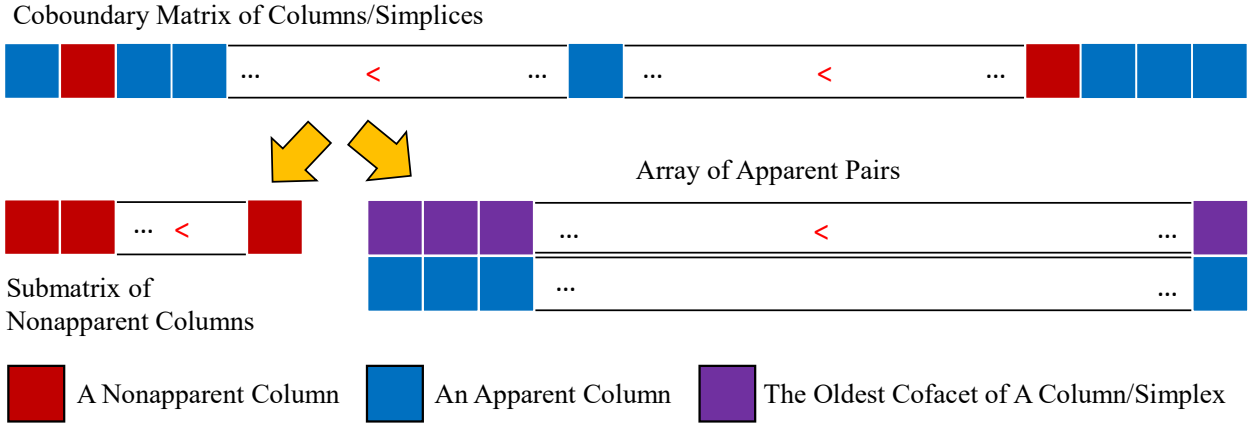 Coboundary Matrix of Columns/Simplices
... < ... ... < ...
Array of Apparent Pairs
... < ... < ...
Submatrix of
Nonapparent Columns
... ...
A Nonapparent Column An Apparent Column The Oldest Cofacet of A Column/Simplex